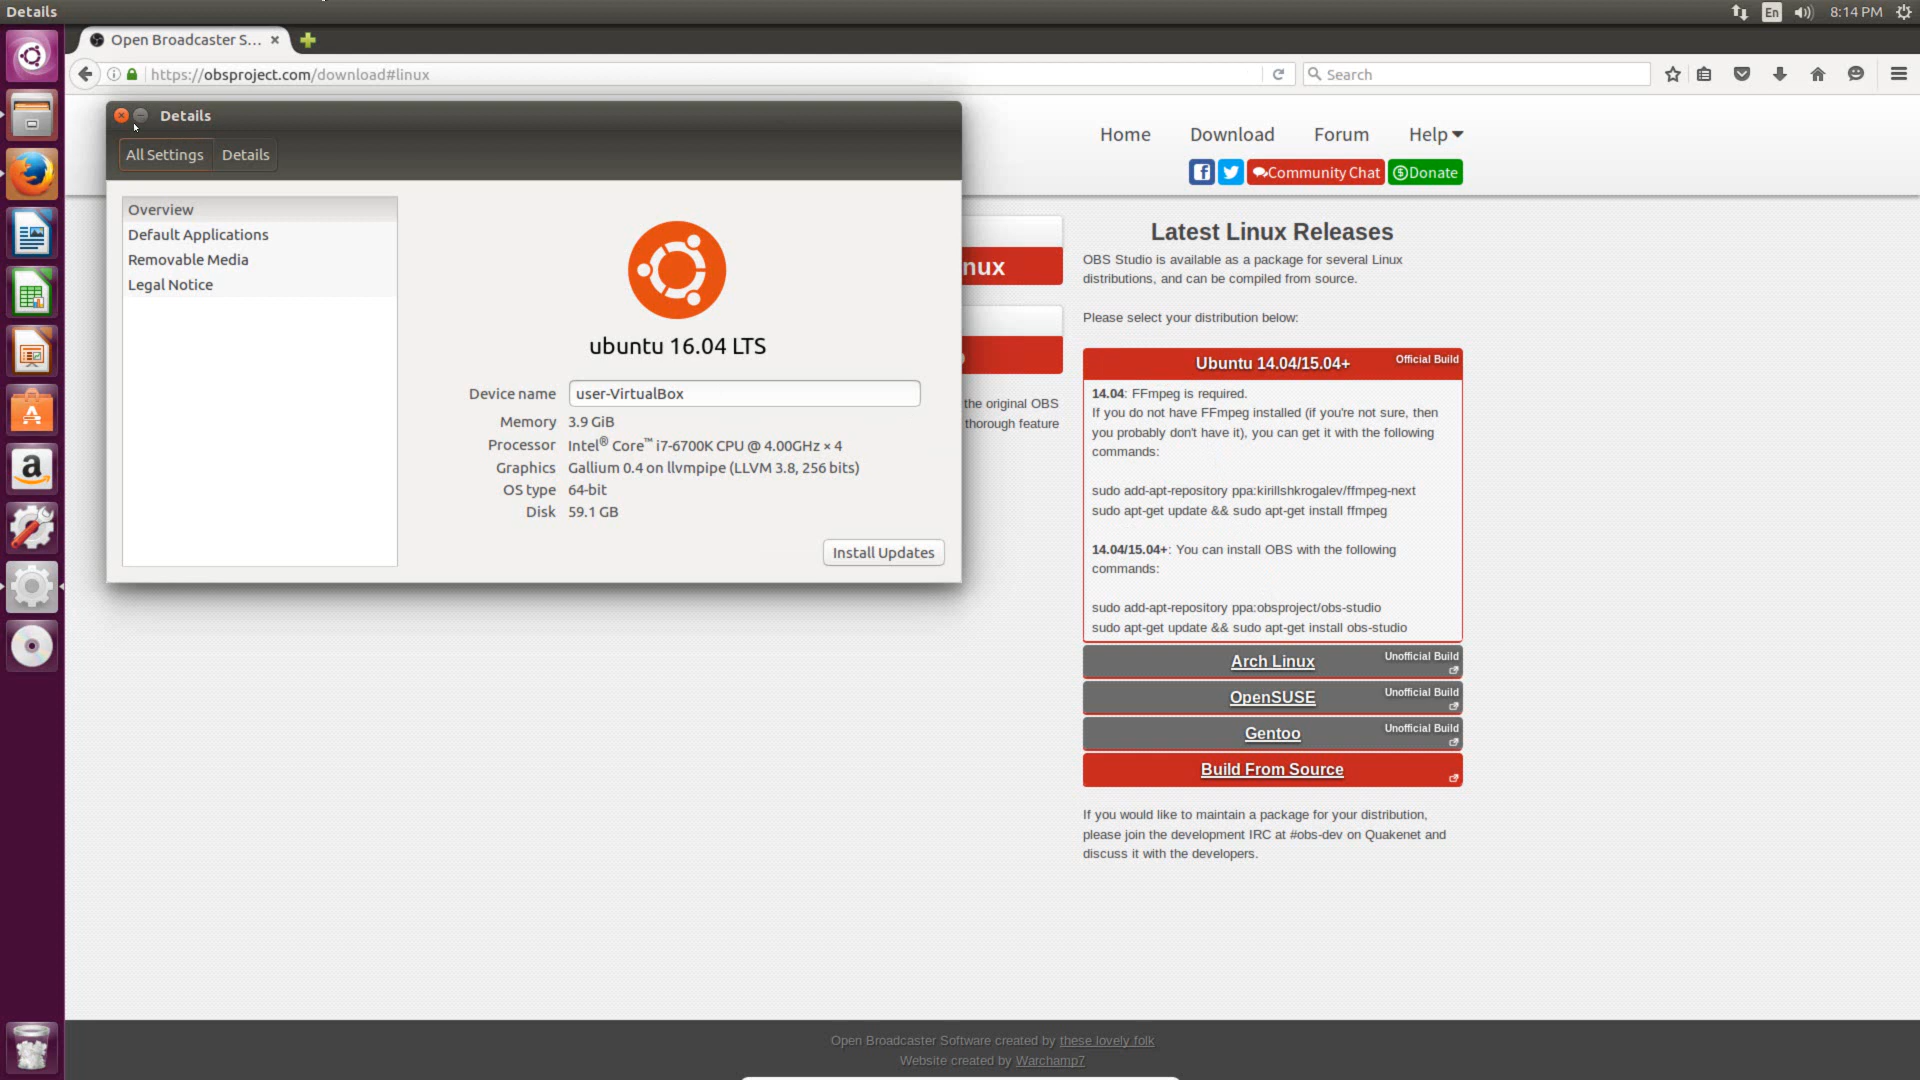 Details
En
8:14 PM
Open Broadcaster S...
https://obsproject.com/download#linux
Search
Details
All Settings
Details
Overview
Default Applications
Removable Media
Legal Notice
ubuntu 16.04 LTS
Device name user-VirtualBox
Memory 3.9 GiB
Processor Intel® Core™ i7-6700K CPU @ 4.00GHz × 4
Graphics Gallium 0.4 on llvmpipe (LLVM 3.8, 256 bits)
OS type 64-bit
Disk 59.1 GB
Install Updates
Home Download Forum Help
Community Chat
Donate
nux
the original OBS
thorough feature
Latest Linux Releases
OBS Studio is available as a package for several Linux
distributions, and can be compiled from source.
Please select your distribution below:
Ubuntu 14.04/15.04+
Official Build
14.04: FFmpeg is required.
If you do not have FFmpeg installed (if you're not sure, then
you probably don't have it), you can get it with the following
commands:
sudo add-apt-repository ppa:kirillshkrogalev/ffmpeg-next
sudo apt-get update && sudo apt-get install ffmpeg
14.04/15.04+: You can install OBS with the following
commands:
sudo add-apt-repository ppa:obsproject/obs-studio
sudo apt-get update && sudo apt-get install obs-studio
Arch Linux
Unofficial Build
OpenSUSE
Unofficial Build
Gentoo
Unofficial Build
Build From Source
If you would like to maintain a package for your distribution,
please join the development IRC at #obs-dev on Quakenet and
discuss it with the developers.
Open Broadcaster Software created by these lovely folk
Website created by Warchamp7